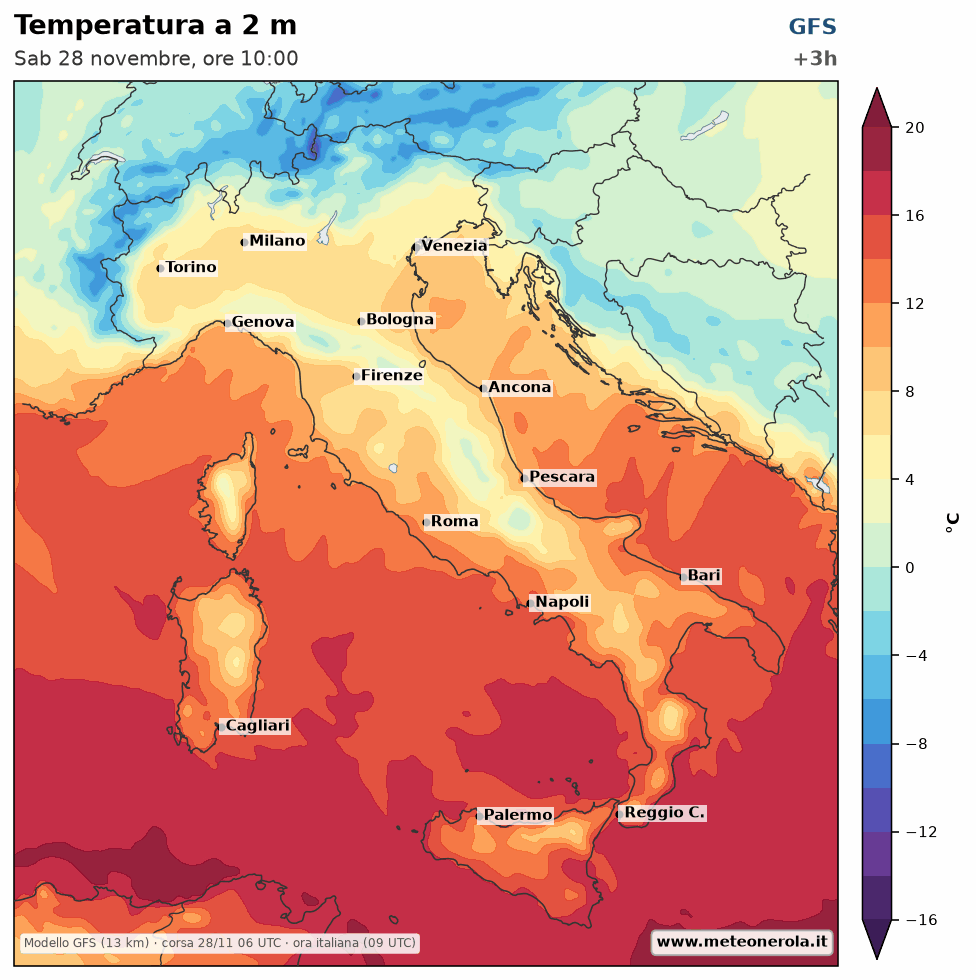 Temperatura a 2 m
GFS
Sab 28 novembre, ore 10:00
+3h
Milano
Venezia
Torino
Genova
Bologna
Firenze
Ancona
Pescara
Roma
Bari
Napoli
Cagliari
Palermo
Reggio C.
20
16
12
8
4
0
−4
−8
−12
−16
°C
Modello GFS (13 km) · corsa 28/11 06 UTC · ora italiana (09 UTC)
www.meteonerola.it